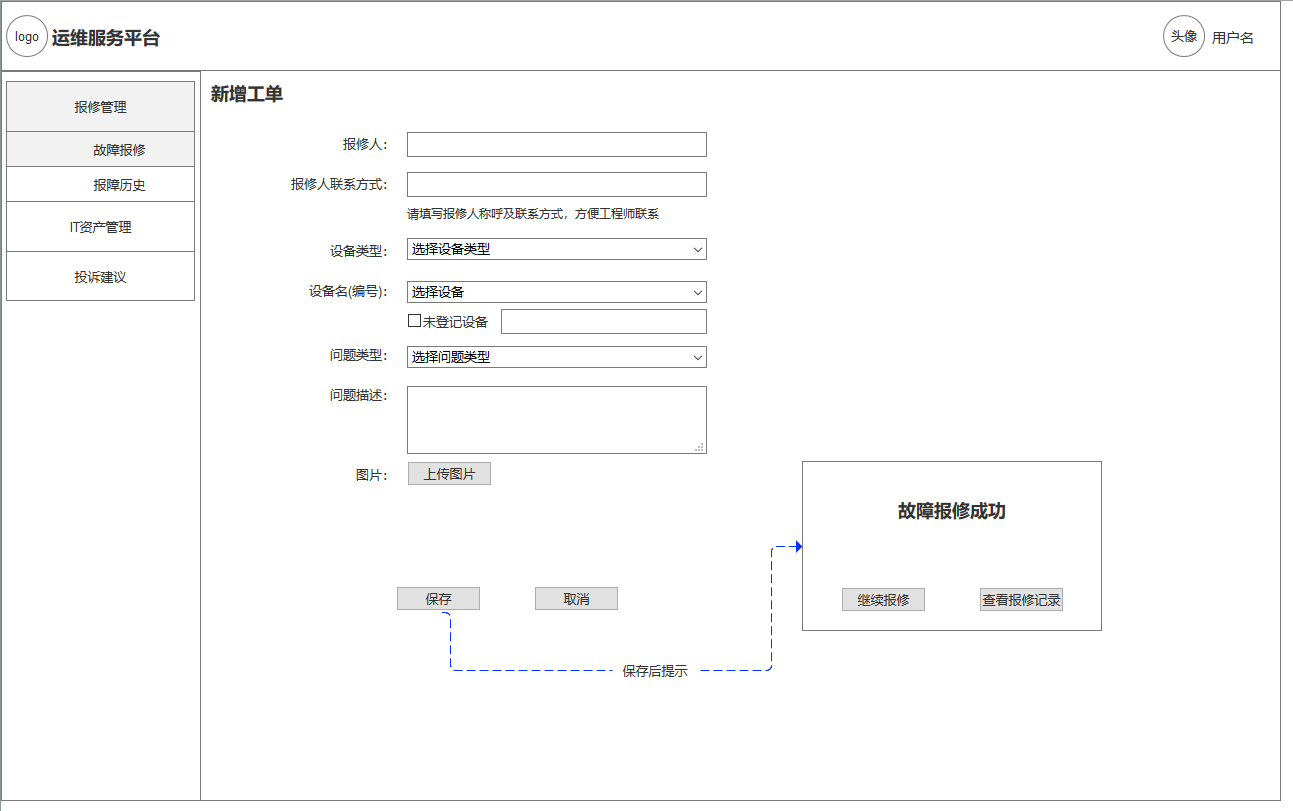 logo 运维服务平台 头像 用户名
报修管理
故障报修
报障历史
IT资产管理
投诉建议
新增工单
报修人：
报修人联系方式：
请填写报修人称呼及联系方式，方便工程师联系
设备类型： 选择设备类型
设备名(编号)： 选择设备
未登记设备
问题类型： 选择问题类型
问题描述：
图片： 上传图片
保存 取消
保存后提示
故障报修成功
继续报修 查看报修记录